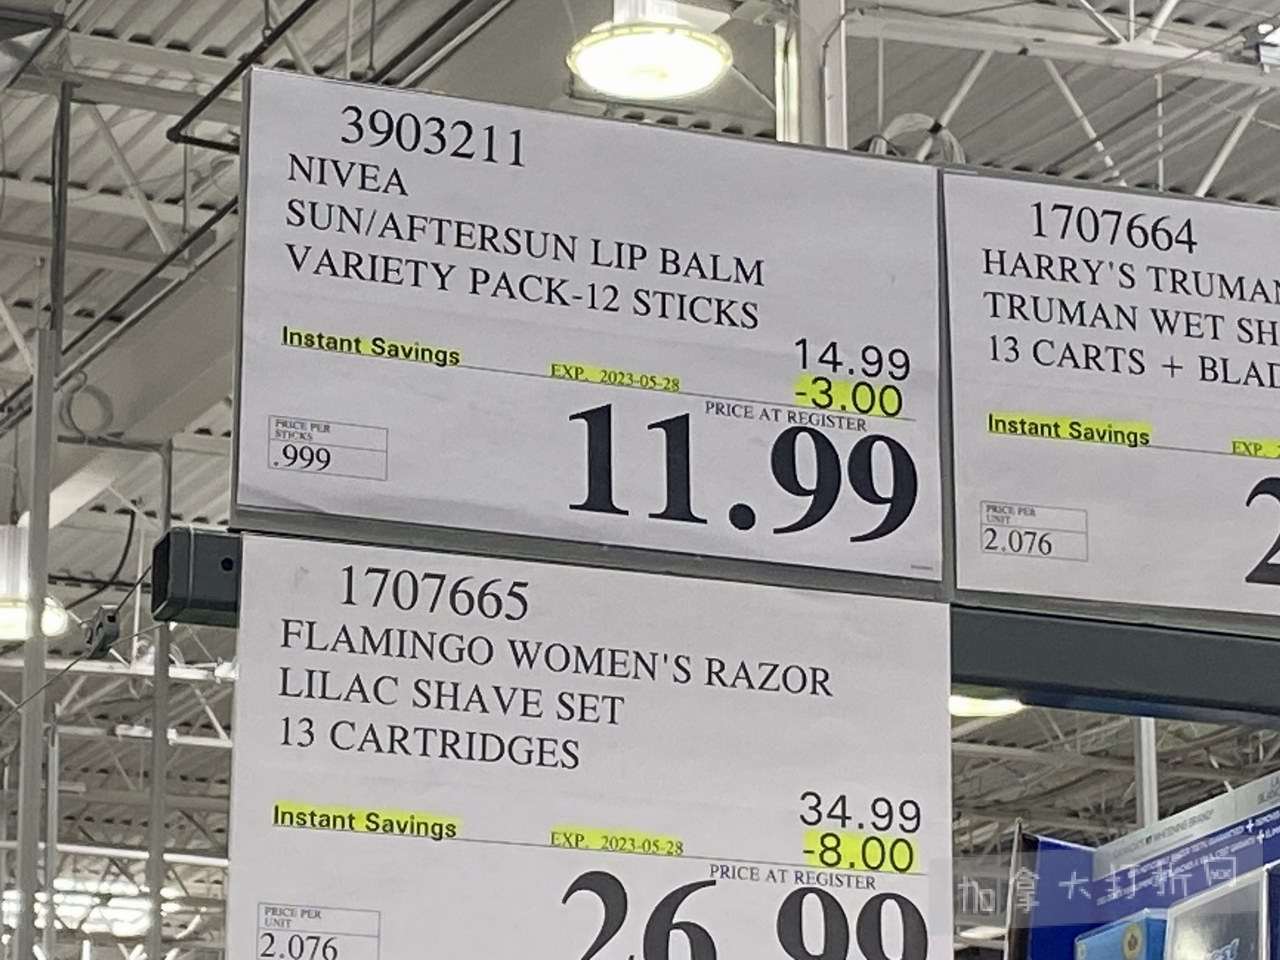 3903211
NIVEA
SUN/AFTERSUN LIP BALM
VARIETY PACK-12 STICKS
Instant Savings
EXP. 2023-05-28
14.99
-3.00
PRICE AT REGISTER
11.99
PRICE PER
STICKS
.999
1707664
HARRY'S TRUMAN
TRUMAN WET SH
13 CARTS + BLAD
Instant Savings
EXP.
PRICE PER
UNIT
2.076
1707665
FLAMINGO WOMEN'S RAZOR
LILAC SHAVE SET
13 CARTRIDGES
Instant Savings
EXP. 2023-05-28
34.99
-8.00
PRICE AT REGISTER
26.99
PRICE PER
UNIT
2.076
加拿大打折网